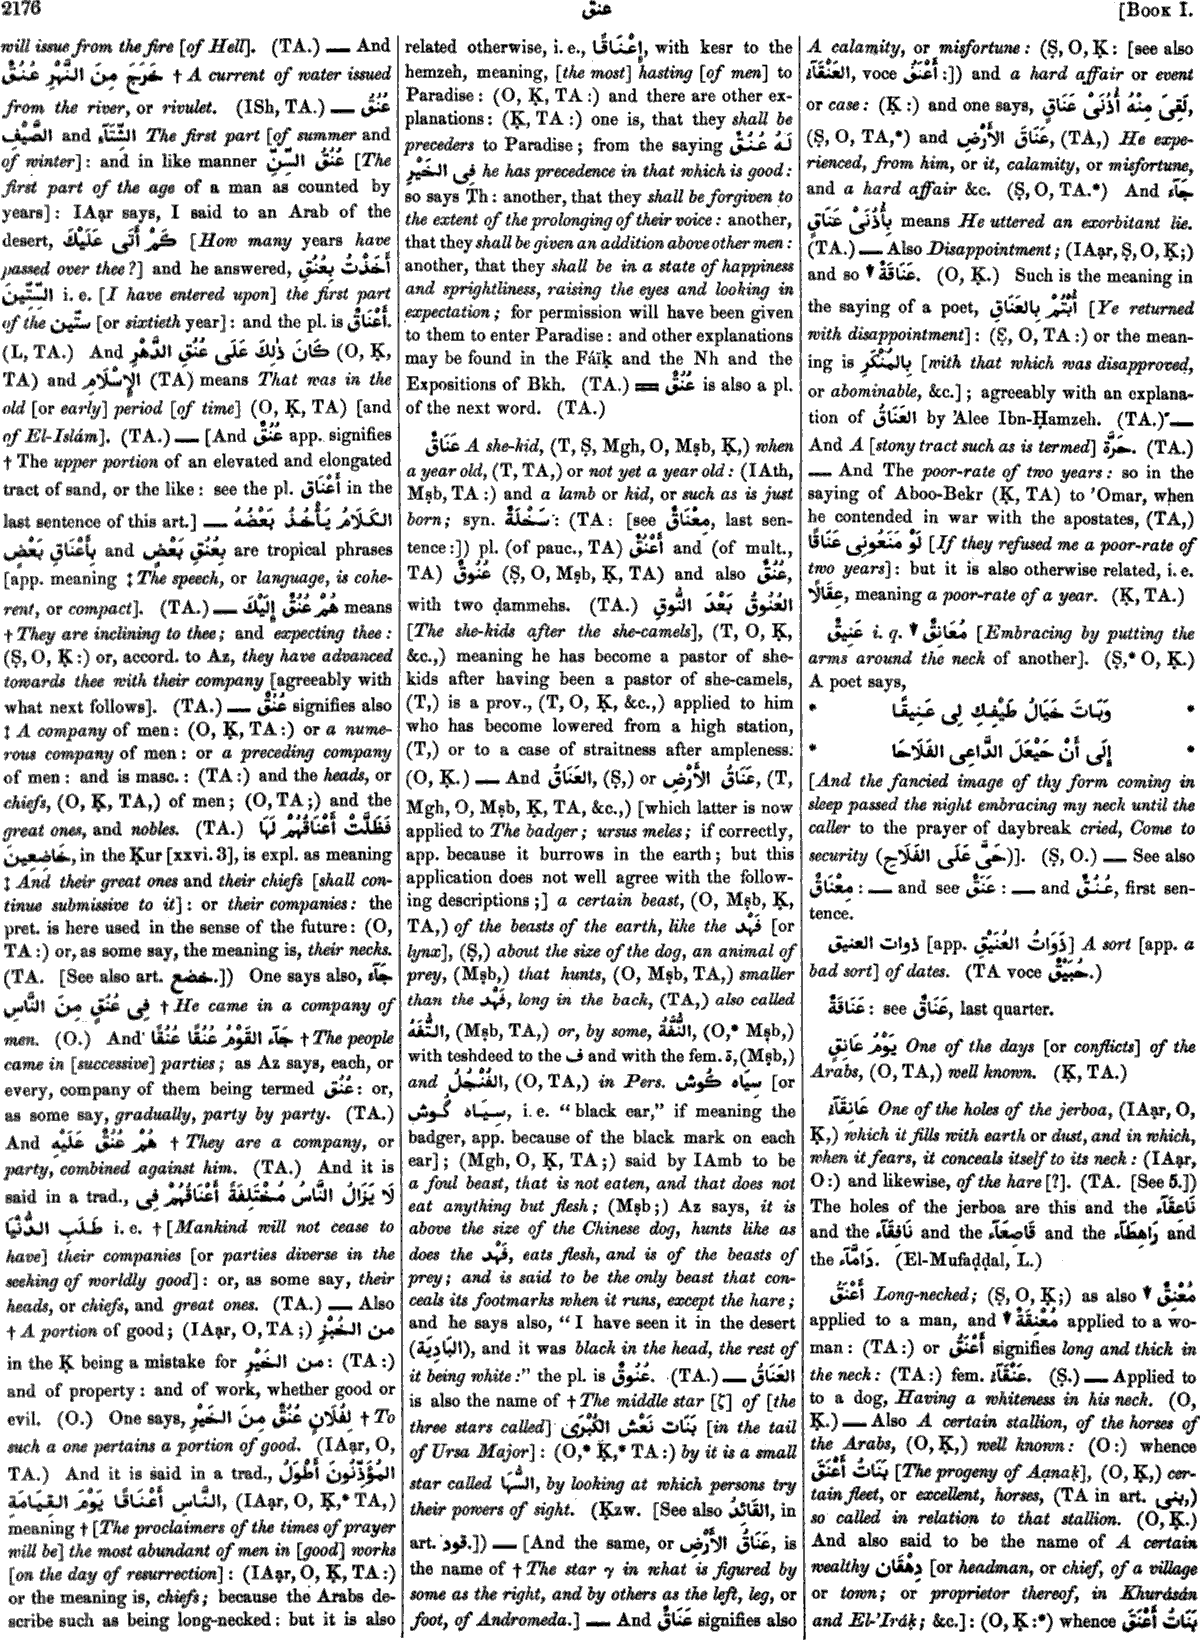 2176
عنق
[BOOK I.
will issue from the fire [of Hell]. (TA.) — And
خَرَجَ مِنَ النَّهْرِ عُنُقٌ † A current of water issued
from the river, or rivulet. (ISh, TA.) — عُنُقُ
الصَّيْفِ and الشِّتَآءِ The first part [of summer and
of winter]: and in like manner عُنُقُ السِّنِّ [The
first part of the age of a man as counted by
years]: IAạr says, I said to an Arab of the
desert, كَمْ أَتَى عَلَيْكَ [How many years have
passed over thee?] and he answered, أَخَذْتُ بِعُنُقِ
السِّتِّينَ i. e. [I have entered upon] the first part
of the سِتِّين [or sixtieth year]: and the pl. is أَعْنَاقٌ.
(L, TA.) And كَانَ ذٰلِكَ عَلَى عُنُقِ الدَّهْرِ (O, Ḳ,
TA) and الإِسْلَامِ (TA) means That was in the
old [or early] period [of time] (O, Ḳ, TA) [and
of El-Islám]. (TA.) — [And عُنُقٌ app. signifies
† The upper portion of an elevated and elongated
tract of sand, or the like: see the pl. أَعْنَاق in the
last sentence of this art.] — الكَلَامُ يَأْخُذُ بَعْضُهُ
بِأَعْنَاقِ بَعْضٍ and بِعُنُقِ بَعْضٍ are tropical phrases
[app. meaning ‡ The speech, or language, is cohe-
rent, or compact]. (TA.) — هُمْ عُنُقٌ إِلَيْكَ means
† They are inclining to thee; and expecting thee:
(Ṣ, O, Ḳ:) or, accord. to Az, they have advanced
towards thee with their company [agreeably with
what next follows]. (TA.) — عُنُقٌ signifies also
‡ A company of men: (O, Ḳ, TA:) or a nume-
rous company of men: or a preceding company
of men: and is masc.: (TA:) and the heads, or
chiefs, (O, Ḳ, TA,) of men; (O, TA;) and the
great ones, and nobles. (TA.) فَظَلَّتْ أَعْنَاقُهُمْ لَهَا
خَاضِعِينَ, in the Ḳur [xxvi. 3], is expl. as meaning
‡ And their great ones and their chiefs [shall con-
tinue submissive to it]: or their companies: the
pret. is here used in the sense of the future: (O,
TA:) or, as some say, the meaning is, their necks.
(TA. [See also art. خضع.]) One says also, جَآءَ
فِى عُنُقٍ مِنَ النَّاسِ † He came in a company of
men. (O.) And جَآءَ القَوْمُ عُنُقًا عُنُقًا † The people
came in [successive] parties; as Az says, each, or
every, company of them being termed عُنُقٌ: or,
as some say, gradually, party by party. (TA.)
And هُمْ عُنُقٌ عَلَيْهِ † They are a company, or
party, combined against him. (TA.) And it is
said in a trad., لَا يَزَالُ النَّاسُ مُخْتَلِفَةً أَعْنَاقُهُمْ فِى
طَلَبِ الدُّنْيَا i. e. † [Mankind will not cease to
have] their companies [or parties diverse in the
seeking of worldly good]: or, as some say, their
heads, or chiefs, and great ones. (TA.) — Also
† A portion of good; (IAạr, O, TA;) مِنَ الخُبْزِ
in the Ḳ being a mistake for مِنَ الخَيْرِ: (TA:)
and of property: and of work, whether good or
evil. (O.) One says, لِفُلَانٍ عُنُقٌ مِنَ الخَيْرِ † To
such a one pertains a portion of good. (IAạr, O,
TA.) And it is said in a trad., المُؤَذِّنُونَ أَطْوَلُ
النَّاسِ أَعْنَاقًا يَوْمَ القِيَامَةِ, (IAạr, O, Ḳ,* TA,)
meaning † [The proclaimers of the times of prayer
will be] the most abundant of men in [good] works
[on the day of resurrection]: (IAạr, O, Ḳ, TA:)
or the meaning is, chiefs; because the Arabs de-
scribe such as being long-necked: but it is also
related otherwise, i. e., إِعْنَاقًا, with kesr to the
hemzeh, meaning, [the most] hasting [of men] to
Paradise: (O, Ḳ, TA:) and there are other ex-
planations: (Ḳ, TA:) one is, that they shall be
preceders to Paradise; from the saying لَهُ عُنُقٌ
فِى الخَيْرِ he has precedence in that which is good:
so says Th: another, that they shall be forgiven to
the extent of the prolonging of their voice: another,
that they shall be given an addition above other men:
another, that they shall be in a state of happiness
and sprightliness, raising the eyes and looking in
expectation; for permission will have been given
to them to enter Paradise: and other explanations
may be found in the Fáïḳ and the Nh and the
Expositions of Bkh. (TA.) = عُنُقٌ is also a pl.
of the next word. (TA.)
عَنَاقٌ A she-kid, (T, Ṣ, Mgh, O, Mṣb, Ḳ,) when
a year old, (T, TA,) or not yet a year old: (IAth,
Mṣb, TA:) and a lamb or kid, or such as is just
born; syn. سَخْلَةٌ: (TA: [see مِعْنَاقٌ, last sen-
tence:]) pl. (of pauc., TA) أَعْنُقٌ and (of mult.,
TA) عُنُوقٌ (Ṣ, O, Mṣb, Ḳ, TA) and also عُنُقٌ,
with two ḍammehs. (TA.) العُنُوقُ بَعْدَ النُّوقِ
[The she-kids after the she-camels], (T, O, Ḳ,
&c.,) meaning he has become a pastor of she-
kids after having been a pastor of she-camels,
(T,) is a prov., (T, O, Ḳ, &c.,) applied to him
who has become lowered from a high station,
(T,) or to a case of straitness after ampleness.
(O, Ḳ.) — And العَنَاقُ, (Ṣ,) or عَنَاقُ الأَرْضِ, (T,
Mgh, O, Mṣb, Ḳ, TA, &c.,) [which latter is now
applied to The badger; ursus meles; if correctly,
app. because it burrows in the earth; but this
application does not well agree with the follow-
ing descriptions;] a certain beast, (O, Mṣb, Ḳ,
TA,) of the beasts of the earth, like the فَهْد [or
lynx], (Ṣ,) about the size of the dog, an animal of
prey, (Mṣb,) that hunts, (O, Mṣb, TA,) smaller
than the فَهْد, long in the back, (TA,) also called
التُّفَهُ, (Mṣb, TA,) or, by some, التُّفَّةُ, (O,* Mṣb,)
with teshdeed to the ف and with the fem. ة, (Mṣb,)
and الفُنْجُلُ, (O, TA,) in Pers. سِيَاه كُوش [or
سِيَاه گُوش, i. e. "black ear," if meaning the
badger, app. because of the black mark on each
ear]; (Mgh, O, Ḳ, TA;) said by IAmb to be
a foul beast, that is not eaten, and that does not
eat anything but flesh; (Mṣb;) Az says, it is
above the size of the Chinese dog, hunts like as
does the فَهْد, eats flesh, and is of the beasts of
prey; and is said to be the only beast that con-
ceals its footmarks when it runs, except the hare;
and he says also, "I have seen it in the desert
(البَادِيَة), and it was black in the head, the rest of
it being white:" the pl. is عُنُوقٌ. (TA.) — العَنَاقُ
is also the name of † The middle star [ζ] of [the
three stars called] بَنَات نَعْش الكُبْرَى [in the tail
of Ursa Major]: (O,* Ḳ,* TA:) by it is a small
star called السُّهَا, by looking at which persons try
their powers of sight. (Ḳzw. [See also القَائِدُ, in
art. قود.]) — [And the same, or عَنَاقُ الأَرْضِ, is
the name of † The star γ in what is figured by
some as the right, and by others as the left, leg, or
foot, of Andromeda.] — And عَنَاقٌ signifies also
A calamity, or misfortune: (Ṣ, O, Ḳ: [see also
العَنْقَآءُ, voce أَعْنَقُ:]) and a hard affair or event
or case: (Ḳ:) and one says, لَقِىَ مِنْهُ أُذُنَىْ عَنَاقٍ,
(Ṣ, O, TA,*) and عَنَاقَ الأَرْضِ, (TA,) He expe-
rienced, from him, or it, calamity, or misfortune,
and a hard affair &c. (Ṣ, O, TA.*) And جَآءَ
بِأُذُنَىْ عَنَاقٍ means He uttered an exorbitant lie.
(TA.) — Also Disappointment; (IAạr, Ṣ, O, Ḳ;)
and so ▾ عَنَاقَةٌ. (O, Ḳ.) Such is the meaning in
the saying of a poet, أُبْتُمْ بِالعَنَاقِ [Ye returned
with disappointment]: (Ṣ, O, TA:) or the mean-
ing is بِالمُنْكَرِ [with that which was disapproved,
or abominable, &c.]; agreeably with an explana-
tion of العَنَاقُ by 'Alee Ibn-Ḥamzeh. (TA.) —
And A [stony tract such as is termed] حَرَّة. (TA.)
— And The poor-rate of two years: so in the
saying of Aboo-Bekr (Ḳ, TA) to 'Omar, when
he contended in war with the apostates, (TA,)
لَوْ مَنَعُونِى عَنَاقًا [If they refused me a poor-rate of
two years]: but it is also otherwise related, i. e.
عِقَالًا, meaning a poor-rate of a year. (Ḳ, TA.)
عَنِيقٌ i. q. ▾ مُعَانِقٌ [Embracing by putting the
arms around the neck of another]. (Ṣ,* O, Ḳ.)
A poet says,
* وَبَاتَ خَيَالُ طَيْفِكِ لِى عَنِيقًا *
* إِلَى أَنْ حَيْعَلَ الدَّاعِى الفَلَاحَا *
[And the fancied image of thy form coming in
sleep passed the night embracing my neck until the
caller to the prayer of daybreak cried, Come to
security (حَىَّ عَلَى الفَلَاحِ)]. (Ṣ, O.) — See also
مِعْنَاقٌ: — and see عَنَقٌ: — and عُنُقٌ, first sen-
tence.
ذوات العنيق [app. ذَوَاتُ العُنَيْقِ] A sort [app. a
bad sort] of dates. (TA voce حُبَيْقٌ.)
عَنَاقَةٌ: see عَنَاقٌ, last quarter.
يَوْمُ عَانِقٍ One of the days [or conflicts] of the
Arabs, (O, TA,) well known. (Ḳ, TA.)
عَانِقَآءُ One of the holes of the jerboa, (IAạr, O,
Ḳ,) which it fills with earth or dust, and in which,
when it fears, it conceals itself to its neck: (IAạr,
O:) and likewise, of the hare [?]. (TA. [See 5.])
The holes of the jerboa are this and the نَاعِقَآء
and the نَافِقَآء and the قَاصِعَآء and the رَاهِطَآء and
the دَامَّآء. (El-Mufaḍḍal, L.)
أَعْنَقُ Long-necked; (Ṣ, O, Ḳ;) as also ▾ مُعْنِقٌ
applied to a man, and ▾ مُعْنِقَةٌ applied to a wo-
man: (TA:) or أَعْنَقُ signifies long and thick in
the neck: (TA:) fem. عَنْقَآءُ. (Ṣ.) — Applied to
to a dog, Having a whiteness in his neck. (O,
Ḳ.) — Also A certain stallion, of the horses of
the Arabs, (O, Ḳ,) well known: (O:) whence
بَنَاتُ أَعْنَقَ [The progeny of Aạnaḳ], (O, Ḳ,) cer-
tain fleet, or excellent, horses, (TA in art. بنى,)
so called in relation to that stallion. (O, Ḳ.)
And also said to be the name of A certain
wealthy دِهْقَان [or headman, or chief, of a village
or town; or proprietor thereof, in Khurásán
and El-'Iráḳ; &c.]: (O, Ḳ:*) whence بَنَاتُ أَعْنَقَ